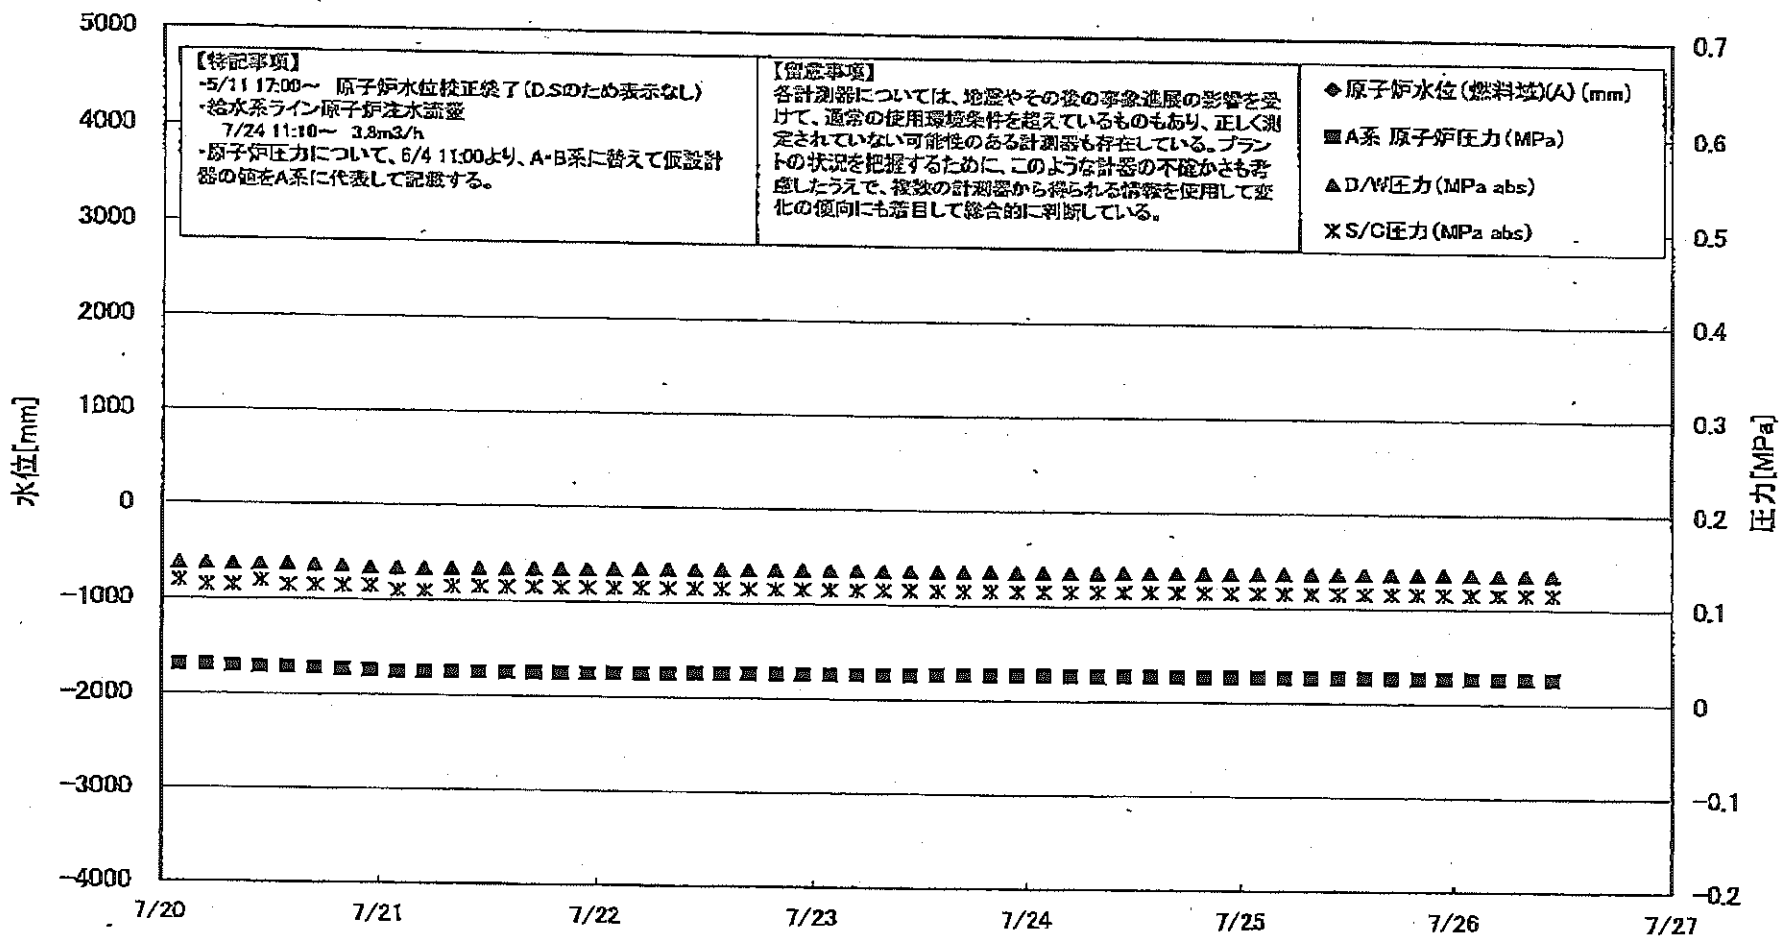 5000
4000
3000
2000
1000
0
-1000
-2000
-3000
-4000
水位[mm]
【特記事項】
・5/11 17:00～ 原子炉水位校正終了(D.Sのため表示なし)
・給水系ライン原子炉注水流量
7/24 11:10～ 3.8m3/h
・原子炉圧力について、6/4 11:00より、A・B系に替えて仮設計
器の値をA系に代表して記載する。
【留意事項】
各計測器については、地震やその後の事象進展の影響を受
けて、通常の使用環境条件を超えているものもあり、正しく測
定されていない可能性のある計測器も存在している。プラン
トの状況を把握するために、このような計器の不確かさも考
慮したうえで、複数の計測器から得られる情報を使用して変
化の傾向にも着目して総合的に判断している。
原子炉水位(燃料域)(A)(mm)
A系 原子炉圧力(MPa)
D/W圧力(MPa abs)
S/C圧力(MPa abs)
0.7
0.6
0.5
0.4
0.3
0.2
0.1
0
-0.1
-0.2
圧力[MPa]
7/20
7/21
7/22
7/23
7/24
7/25
7/26
7/27